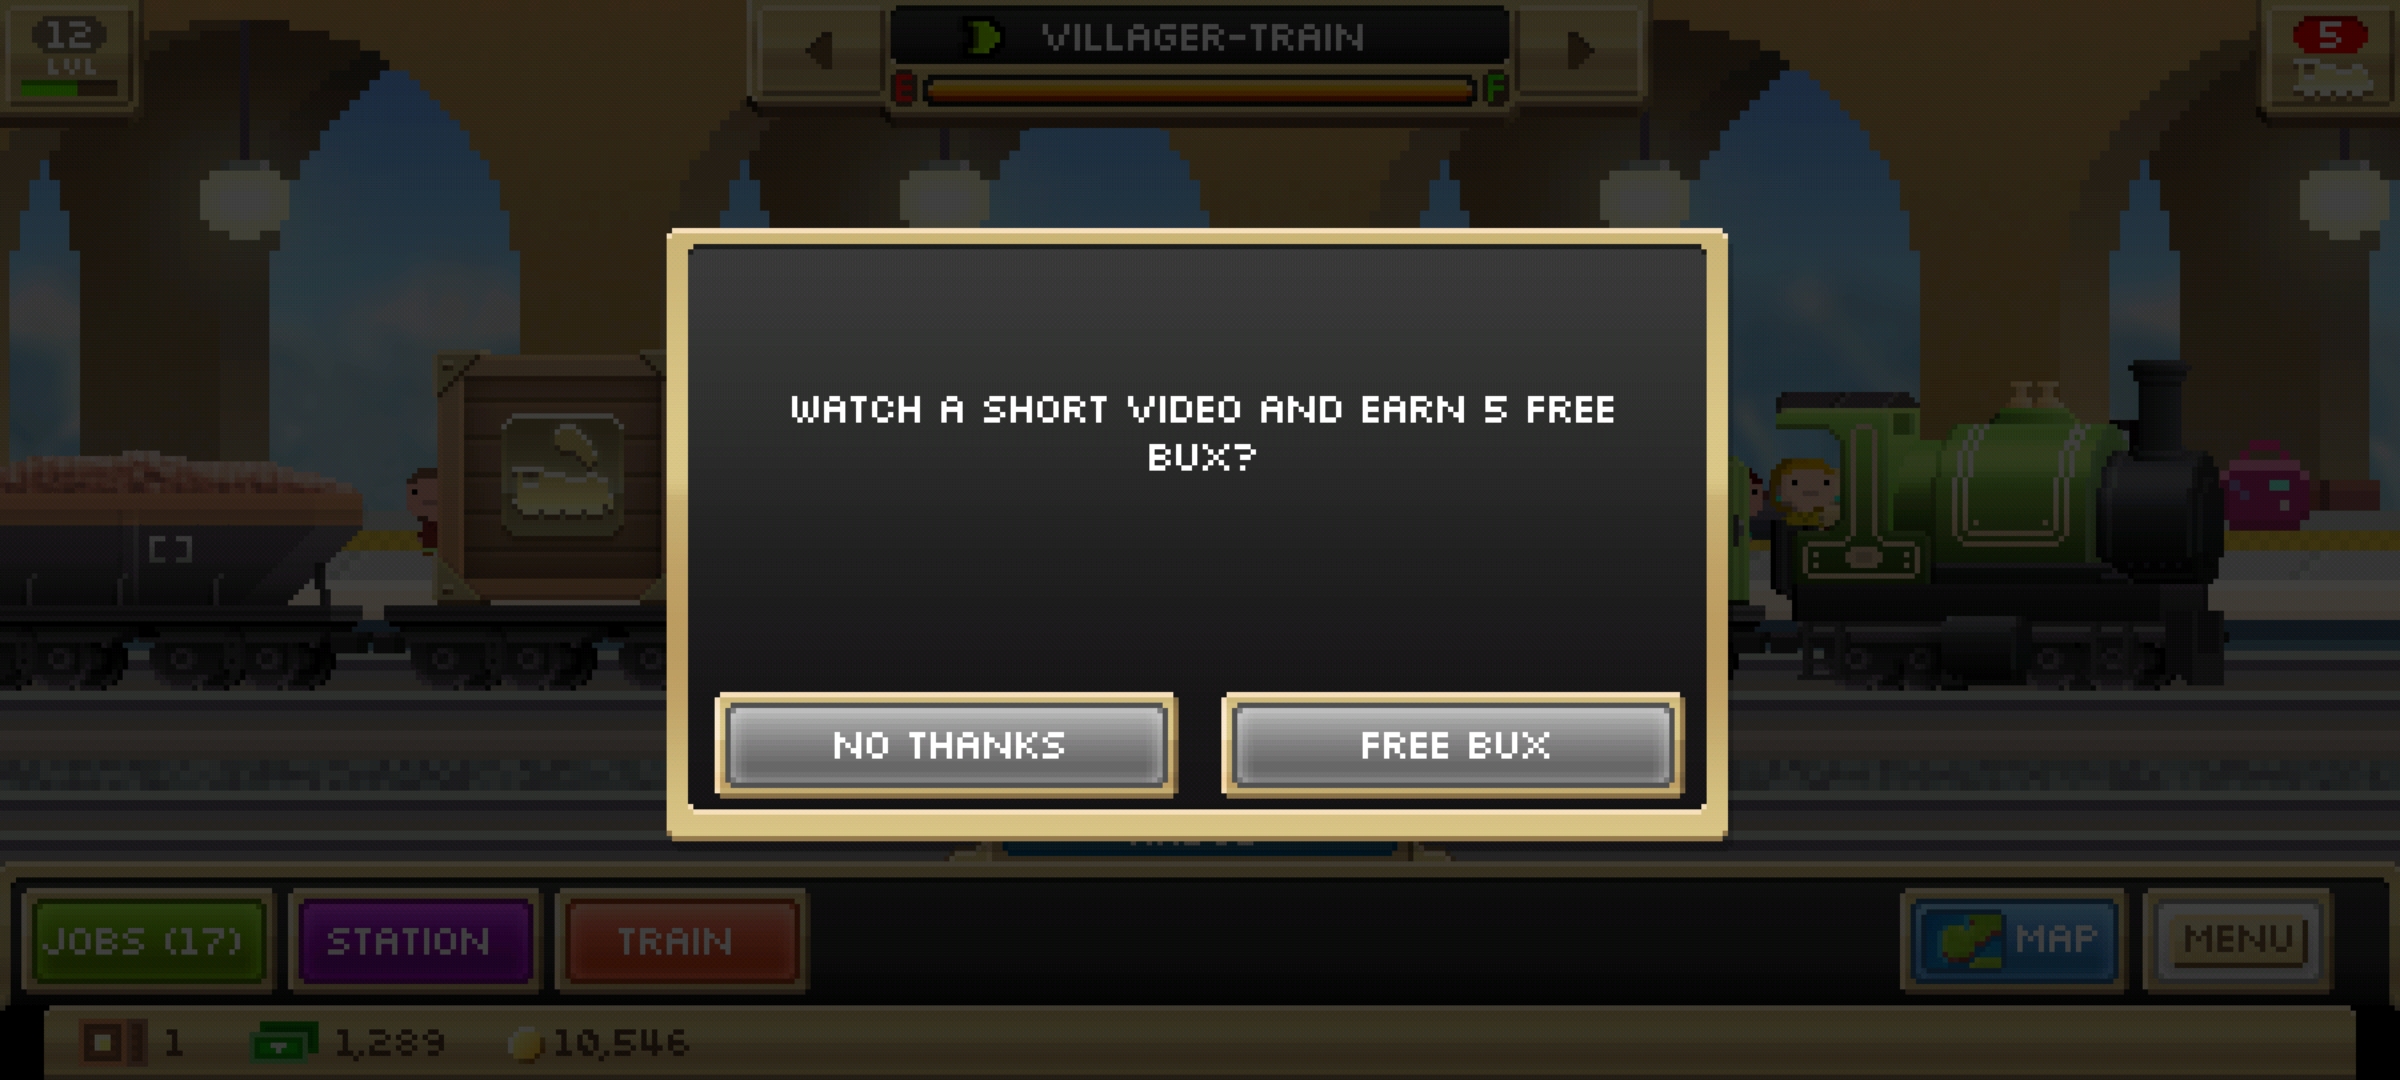 12
LVL
VILLAGER-TRAIN
E F
5
WATCH A SHORT VIDEO AND EARN 5 FREE
BUX?
NO THANKS
FREE BUX
JOBS (17)
STATION
TRAIN
MAP
MENU
1
1,289
10,546